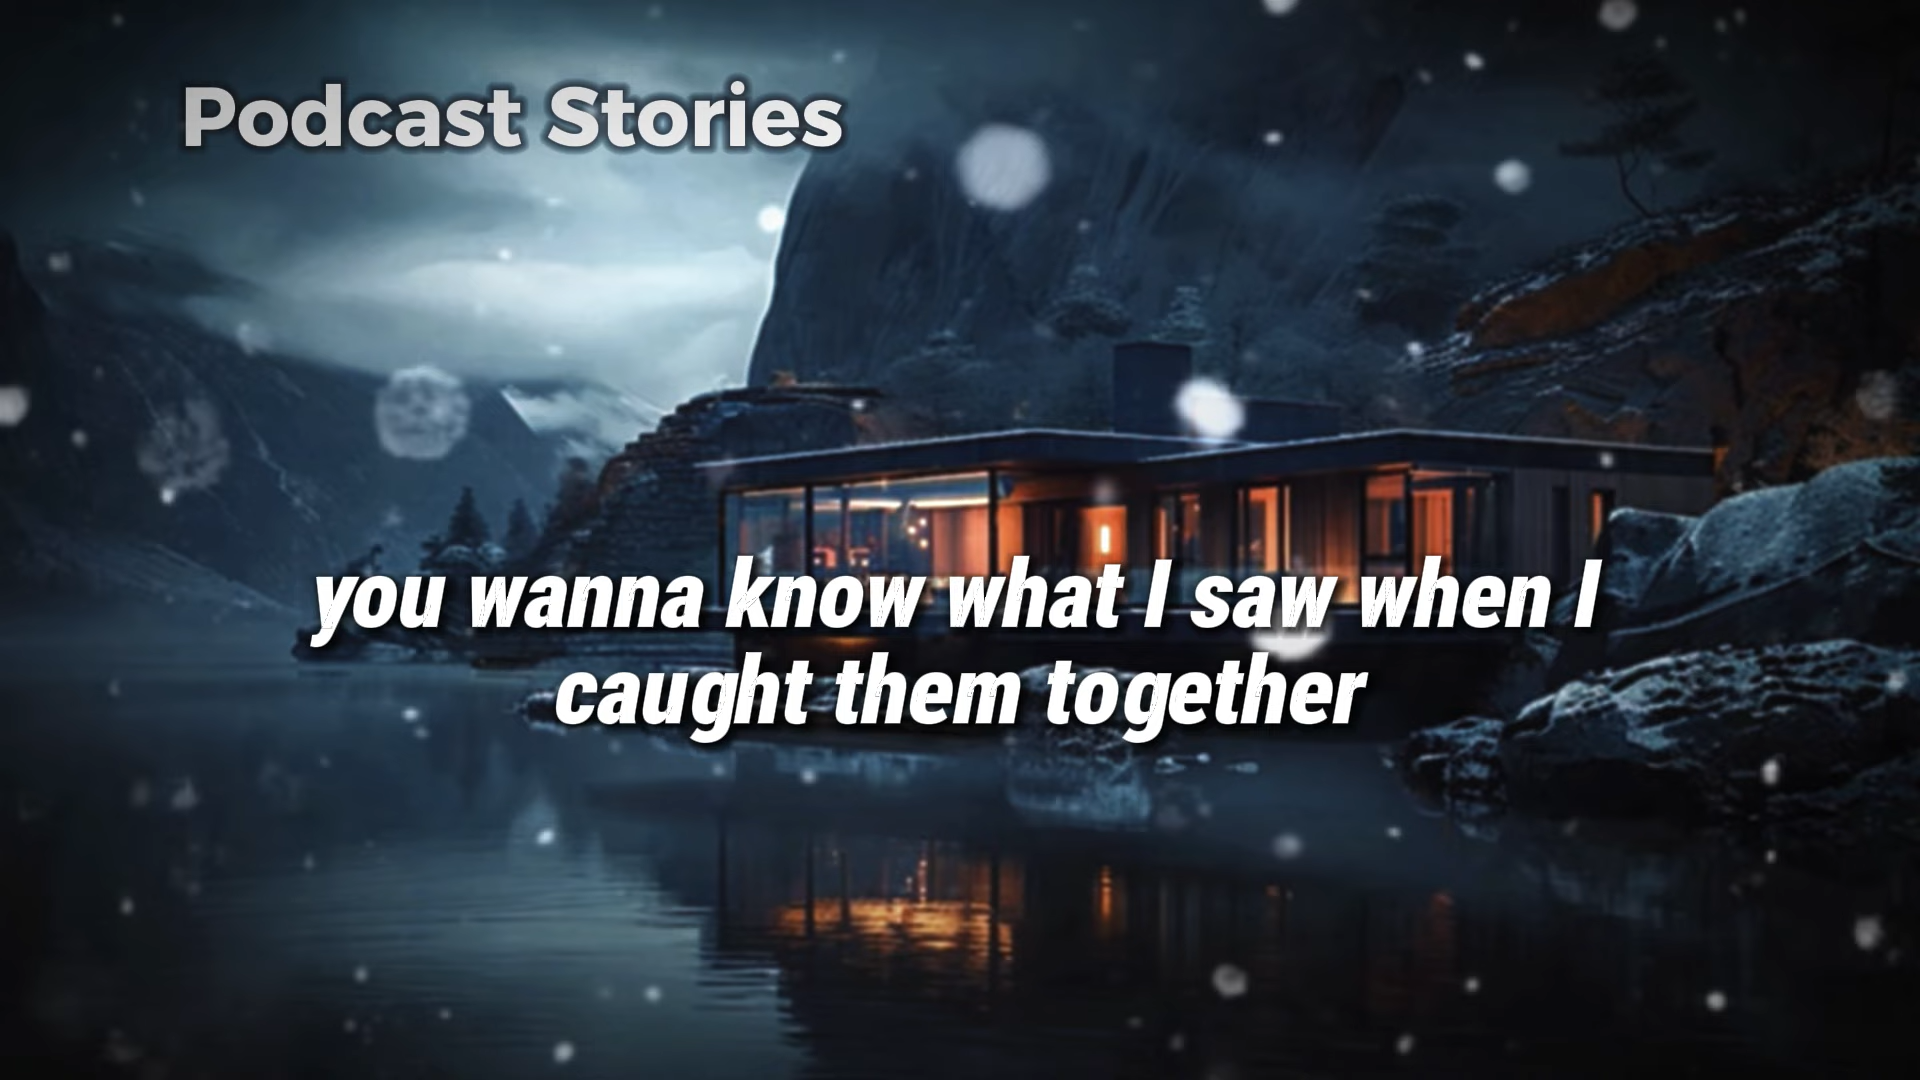 Podcast Stories
you wanna know what I saw when I
caught them together